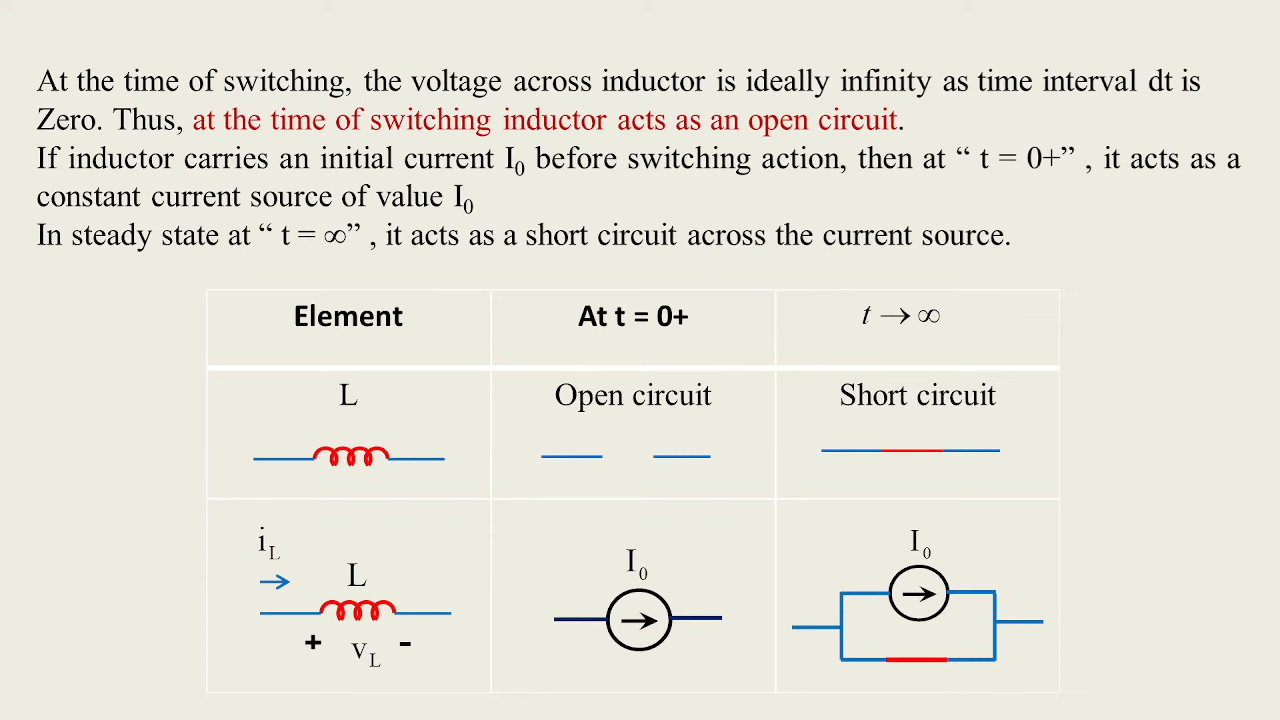 At the time of switching, the voltage across inductor is ideally infinity as time interval dt is
Zero. Thus, at the time of switching inductor acts as an open circuit.
If inductor carries an initial current I₀ before switching action, then at “ t = 0+” , it acts as a
constant current source of value I₀
In steady state at “ t = ∞” , it acts as a short circuit across the current source.
Element At t = 0+ t → ∞
L Open circuit Short circuit
i_L
L
+ v_L -
I₀
I₀